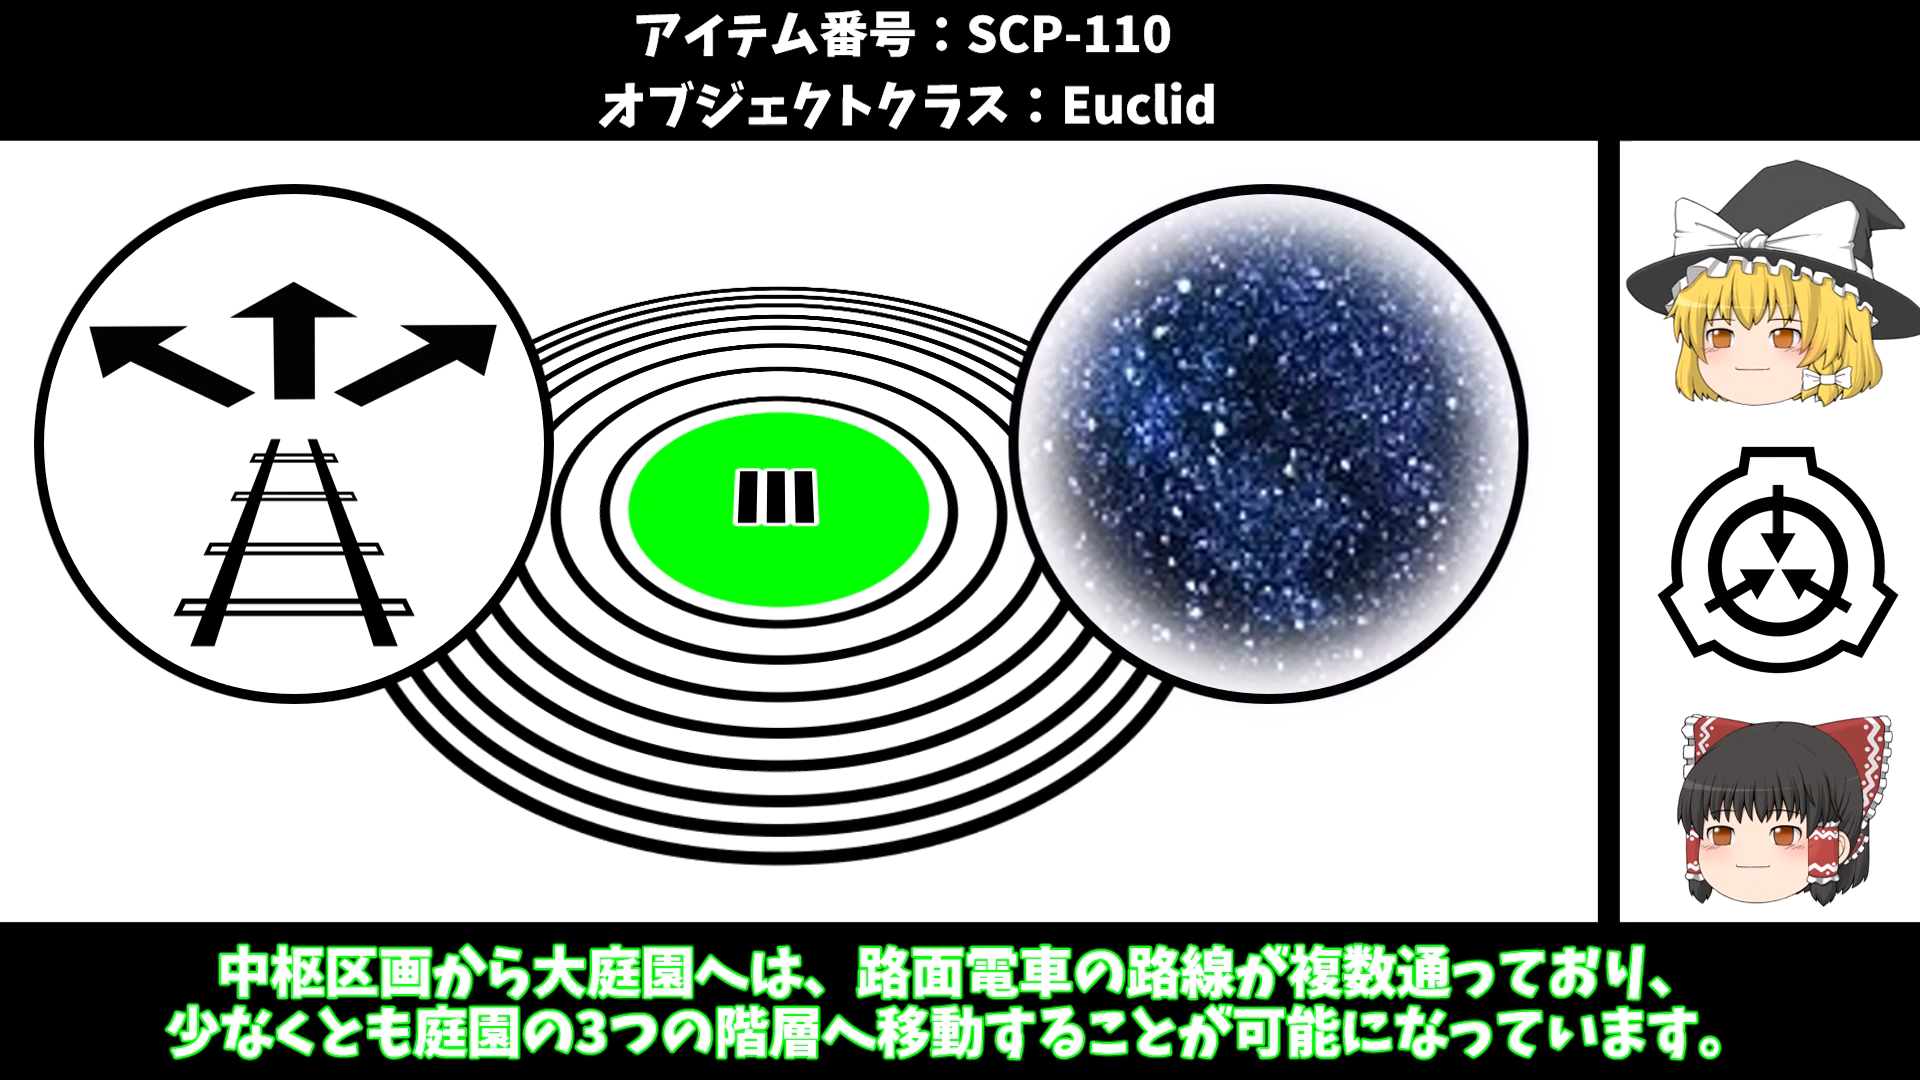 アイテム番号：SCP-110
オブジェクトクラス：Euclid
III
中枢区画から大庭園へは、路面電車の路線が複数通っており、
少なくとも庭園の3つの階層へ移動することが可能になっています。